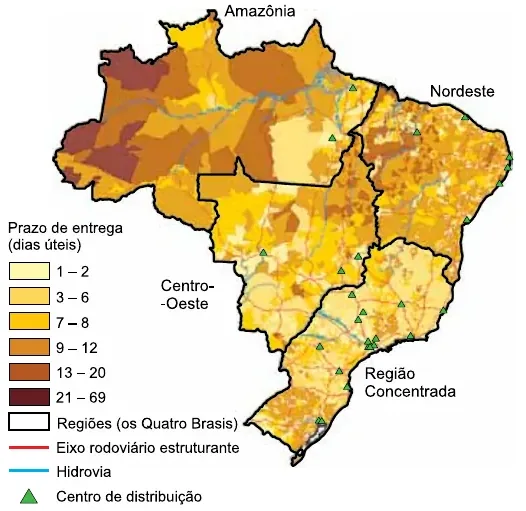 Amazônia
Nordeste
Prazo de entrega
(dias úteis)
1 – 2
3 – 6
7 – 8
9 – 12
13 – 20
21 – 69
Centro-
-Oeste
Região
Concentrada
Regiões (os Quatro Brasis)
Eixo rodoviário estruturante
Hidrovia
Centro de distribuição